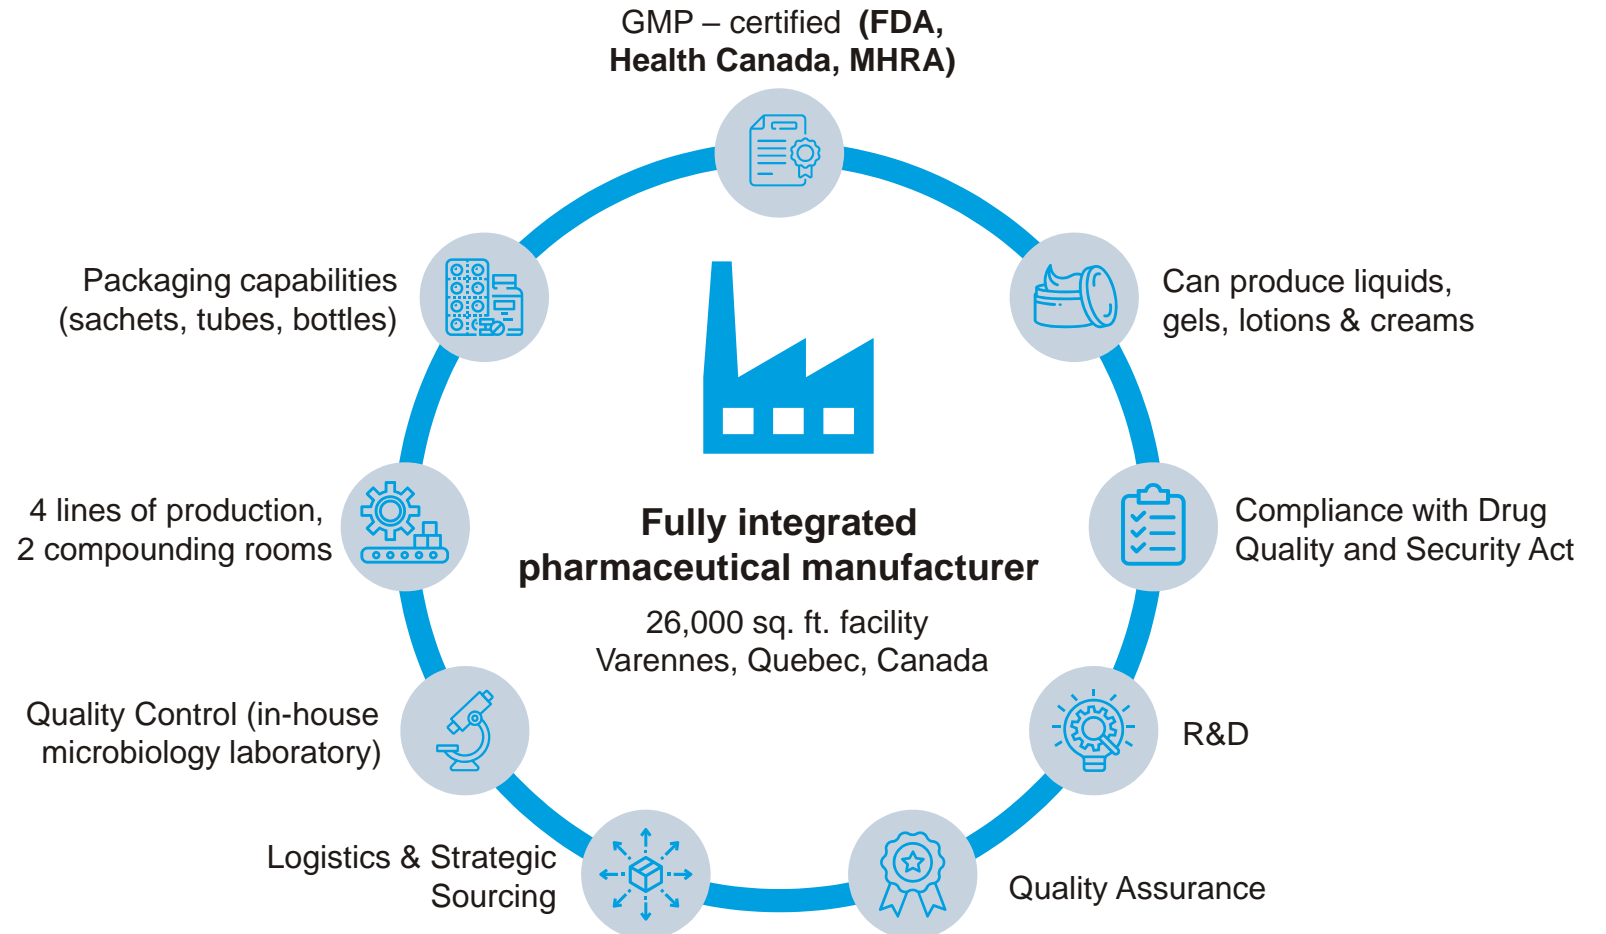 GMP – certified (FDA,
Health Canada, MHRA)
Can produce liquids,
gels, lotions & creams
Compliance with Drug
Quality and Security Act
R&D
Quality Assurance
Logistics & Strategic
Sourcing
Quality Control (in-house
microbiology laboratory)
4 lines of production,
2 compounding rooms
Packaging capabilities
(sachets, tubes, bottles)
Fully integrated
pharmaceutical manufacturer
26,000 sq. ft. facility
Varennes, Quebec, Canada